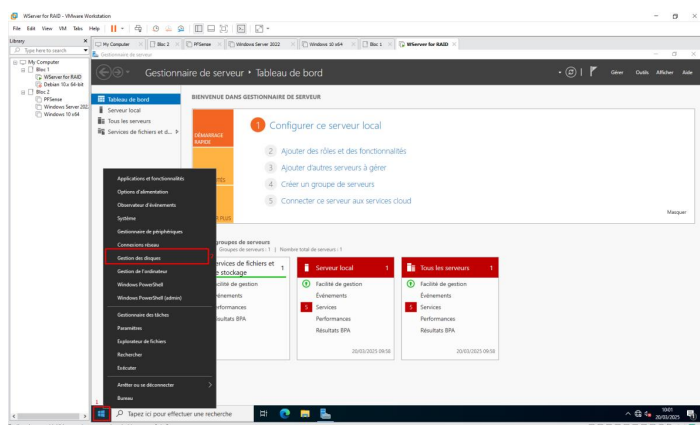 WServer for RAID - VMware Workstation
File Edit View VM Tabs Help
Library
Type here to search
My Computer
Bloc 1
WServer for RAID
Debian 10.x 64-bit
Bloc 2
PFSense
Windows Server 202
Windows 10 x64
My Computer Bloc 2 PFSense Windows Server 2022 Windows 10 x64 Bloc 1 WServer for RAID
Gestionnaire de serveur
Gestionnaire de serveur • Tableau de bord
Gérer Outils Afficher Aide
Tableau de bord
Serveur local
Tous les serveurs
Services de fichiers et d...
BIENVENUE DANS GESTIONNAIRE DE SERVEUR
DÉMARRAGE
RAPIDE
1 Configurer ce serveur local
2 Ajouter des rôles et des fonctionnalités
3 Ajouter d'autres serveurs à gérer
4 Créer un groupe de serveurs
5 Connecter ce serveur aux services cloud
Masquer
groupes de serveurs
Groupes de serveurs : 1 | Nombre total de serveurs : 1
ervices de fichiers et
e stockage
1
acilité de gestion
vénements
ervices
erformances
ésultats BPA
Serveur local 1
Facilité de gestion
Événements
5 Services
Performances
Résultats BPA
20/03/2025 09:58
Tous les serveurs 1
Facilité de gestion
Événements
5 Services
Performances
Résultats BPA
20/03/2025 09:58
Applications et fonctionnalités
Options d'alimentation
Observateur d'événements
Système
Gestionnaire de périphériques
Connexions réseau
Gestion des disques
Gestion de l'ordinateur
Windows PowerShell
Windows PowerShell (admin)
Gestionnaire des tâches
Paramètres
Explorateur de fichiers
Rechercher
Exécuter
Arrêter ou se déconnecter
Bureau
1
Tapez ici pour effectuer une recherche
10:01
20/03/2025